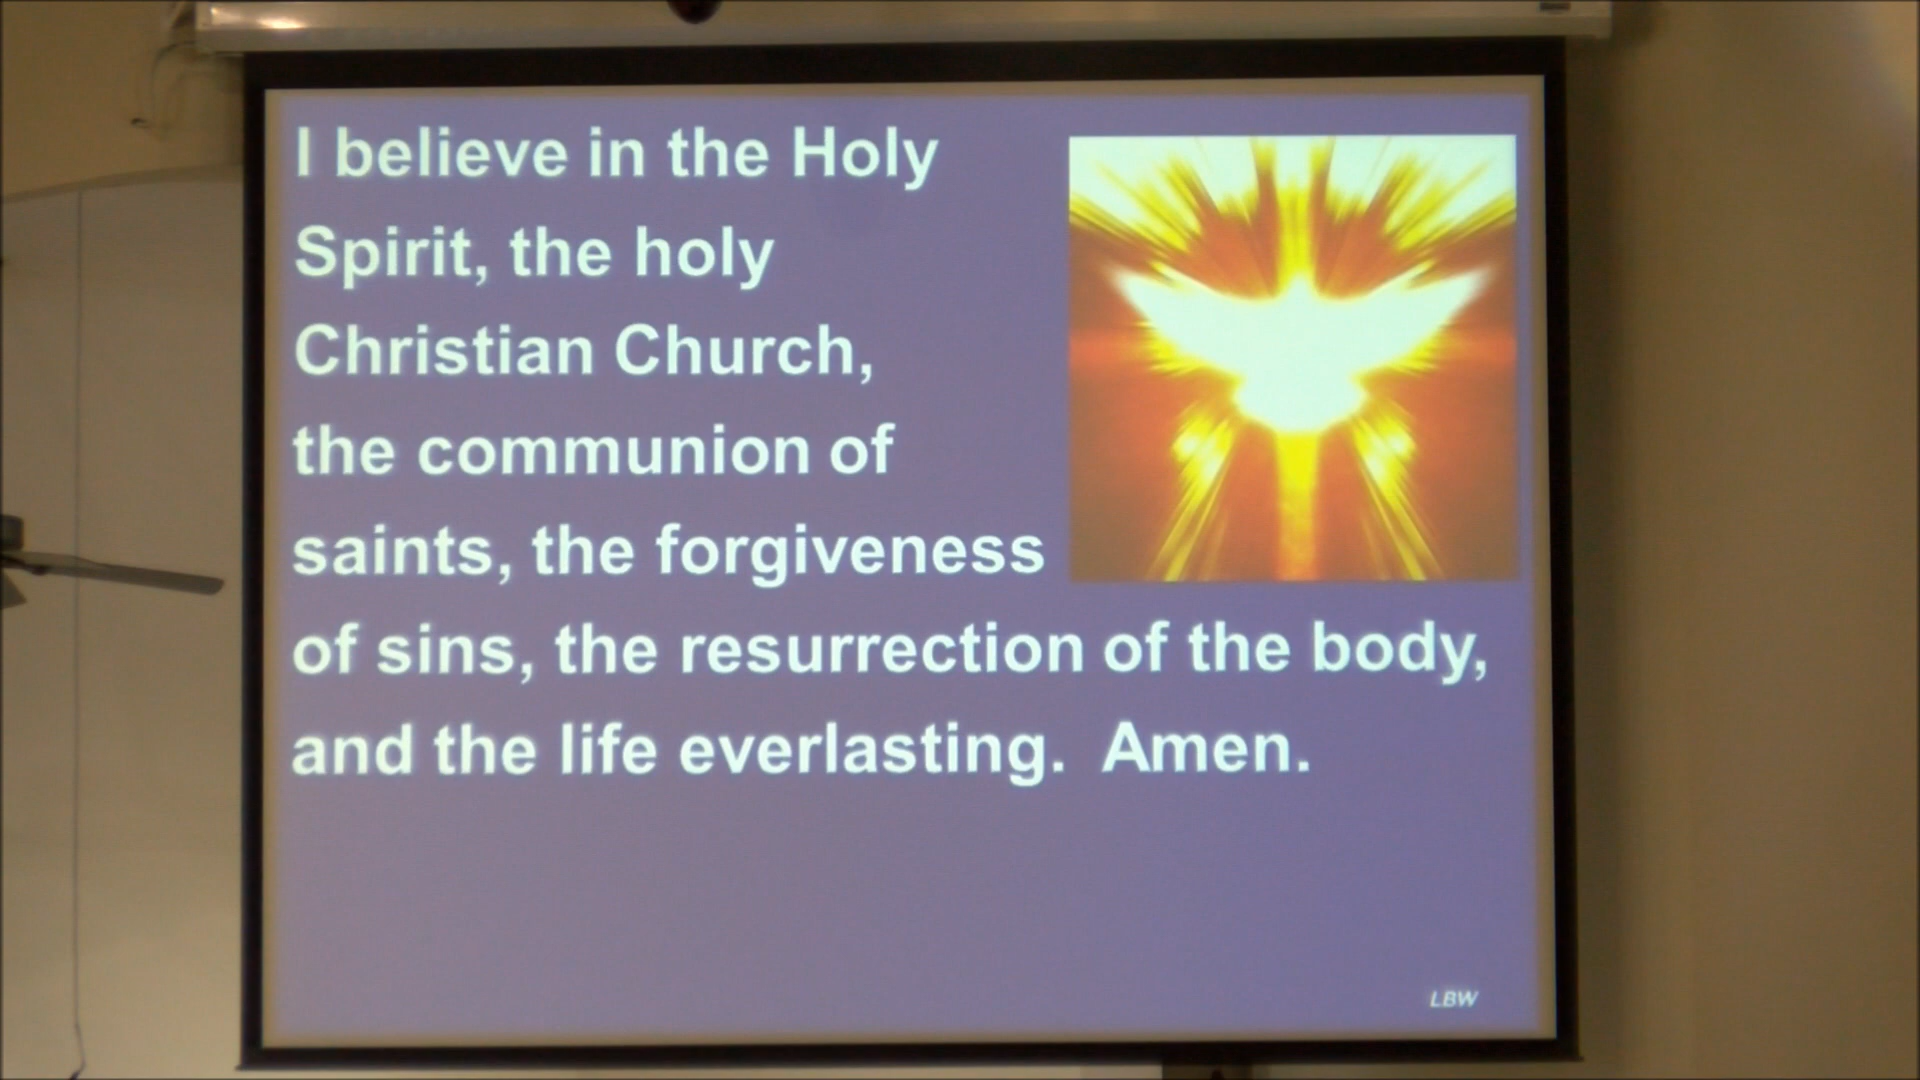 I believe in the Holy
Spirit, the holy
Christian Church,
the communion of
saints, the forgiveness
of sins, the resurrection of the body,
and the life everlasting.  Amen.
LBW